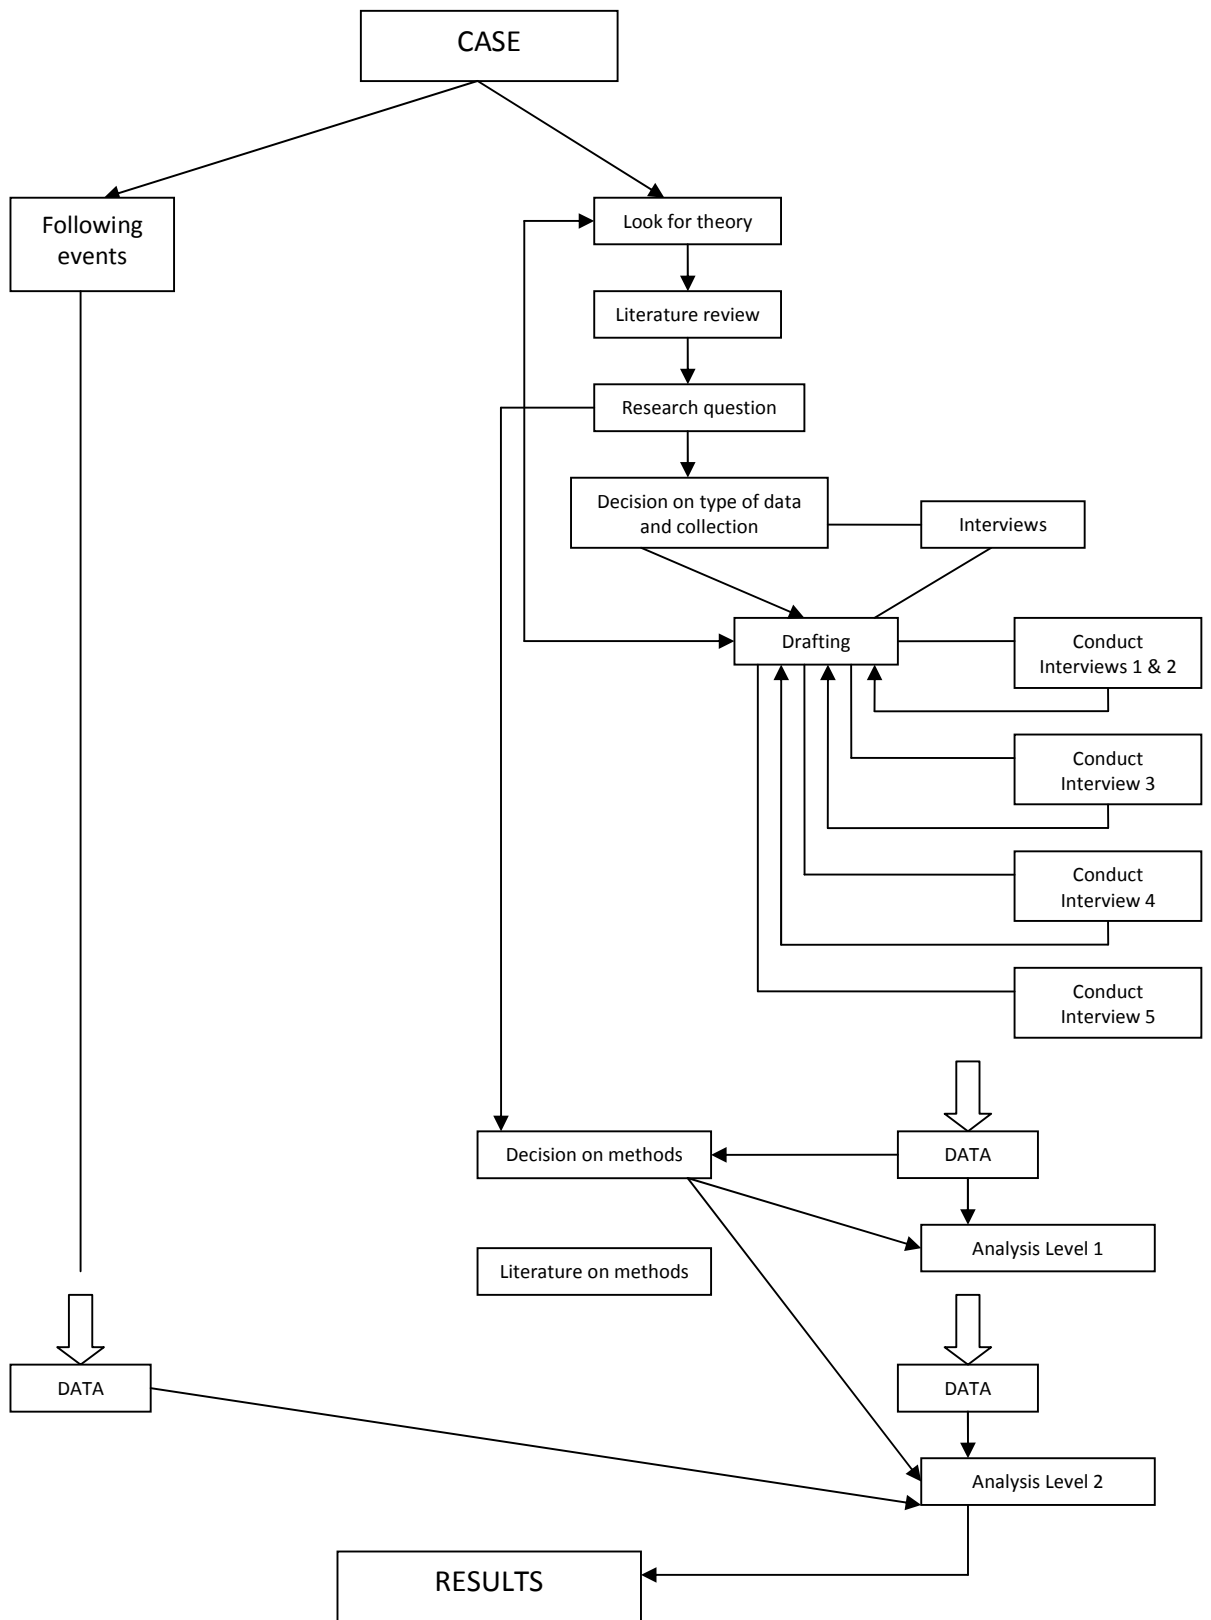 CASE
Following
events
Look for theory
Literature review
Research question
Decision on type of data
and collection
Interviews
Drafting
Conduct
Interviews 1 & 2
Conduct
Interview 3
Conduct
Interview 4
Conduct
Interview 5
Decision on methods
DATA
Analysis Level 1
Literature on methods
DATA
DATA
Analysis Level 2
RESULTS